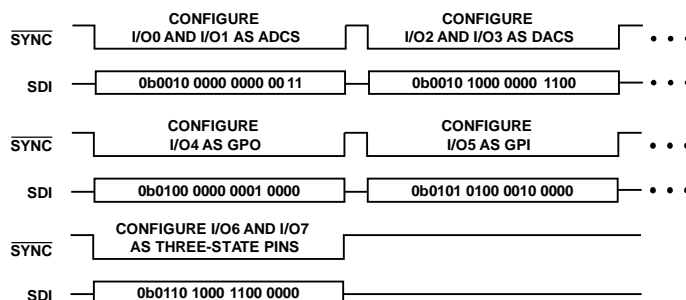 CONFIGURE
I/O0 AND I/O1 AS ADCS
CONFIGURE
I/O2 AND I/O3 AS DACS
SYNC
SDI
0b0010 0000 0000 0011
0b0010 1000 0000 1100
CONFIGURE
I/O4 AS GPO
CONFIGURE
I/O5 AS GPI
SYNC
SDI
0b0100 0000 0001 0000
0b0101 0100 0010 0000
CONFIGURE I/O6 AND I/O7
AS THREE-STATE PINS
SYNC
SDI
0b0110 1000 1100 0000